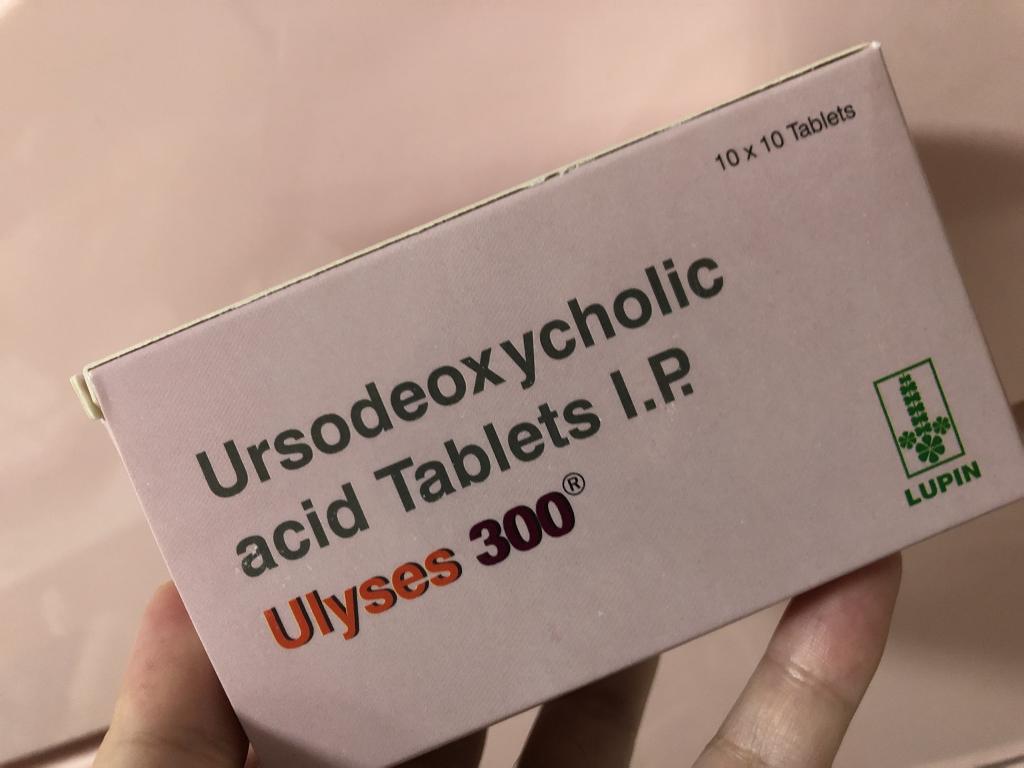 10 x 10 Tablets
Ursodeoxycholic
acid Tablets I.P.
Ulyses 300®
LUPIN